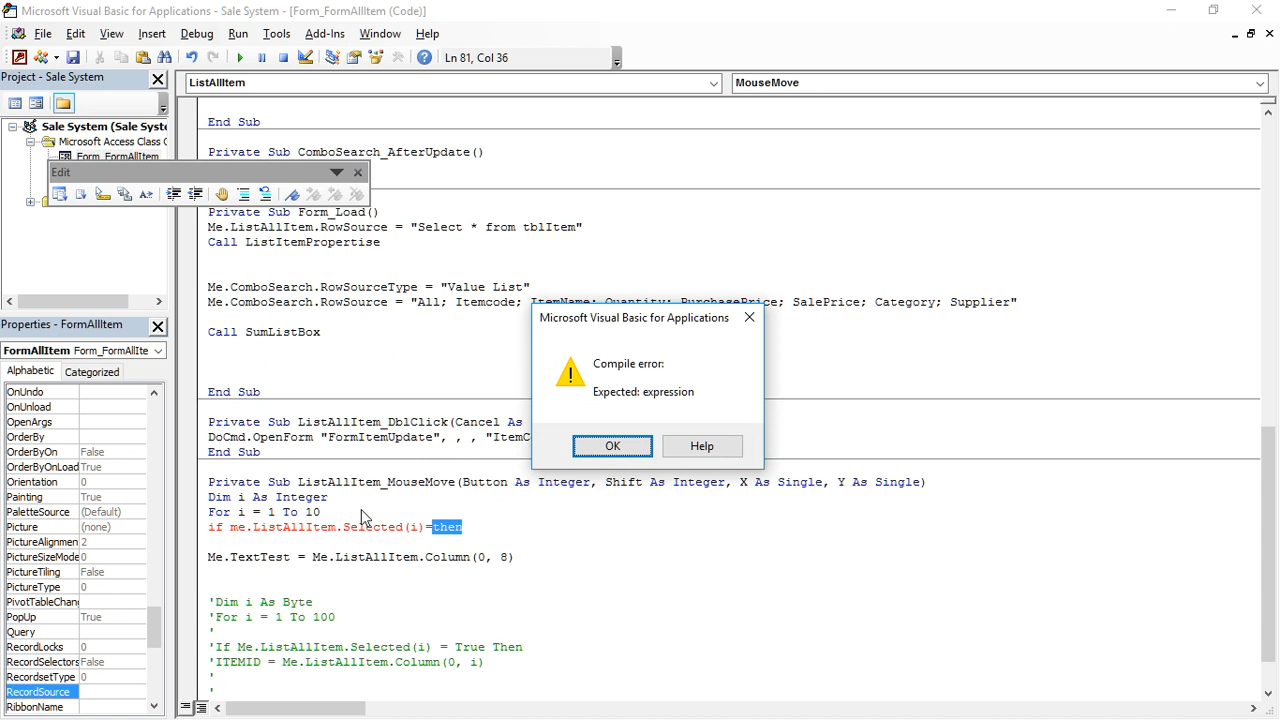 Microsoft Visual Basic for Applications - Sale System - [Form_FormAllItem (Code)]
File Edit View Insert Debug Run Tools Add-Ins Window Help
Ln 81, Col 36
Project - Sale System
ListAllItem
MouseMove
Sale System (Sale Syste
Microsoft Access Class O
Form_FormAllItem
Edit
End Sub
Private Sub ComboSearch_AfterUpdate()
Private Sub Form_Load()
Me.ListAllItem.RowSource = "Select * from tblItem"
Call ListItemPropertise
Me.ComboSearch.RowSourceType = "Value List"
Me.ComboSearch.RowSource = "All; Itemcode; ItemName; Quantity; PurchasePrice; SalePrice; Category; Supplier"
Call SumListBox
End Sub
Private Sub ListAllItem_DblClick(Cancel As
DoCmd.OpenForm "FormItemUpdate", , , "ItemC
End Sub
Private Sub ListAllItem_MouseMove(Button As Integer, Shift As Integer, X As Single, Y As Single)
Dim i As Integer
For i = 1 To 10
if me.ListAllItem.Selected(i)=then
Me.TextTest = Me.ListAllItem.Column(0, 8)
'Dim i As Byte
'For i = 1 To 100
'
'If Me.ListAllItem.Selected(i) = True Then
'ITEMID = Me.ListAllItem.Column(0, i)
'
'
Microsoft Visual Basic for Applications
Compile error:
Expected: expression
OK
Help
Properties - FormAllItem
FormAllItem Form_FormAllIte
Alphabetic Categorized
OnUndo
OnUnload
OpenArgs
OrderBy
OrderByOn False
OrderByOnLoad True
Orientation 0
Painting True
PaletteSource (Default)
Picture (none)
PictureAlignmen 2
PictureSizeMode 0
PictureTiling False
PictureType 0
PivotTableChang
PopUp True
Query
RecordLocks 0
RecordSelectors False
RecordsetType 0
RecordSource
RibbonName